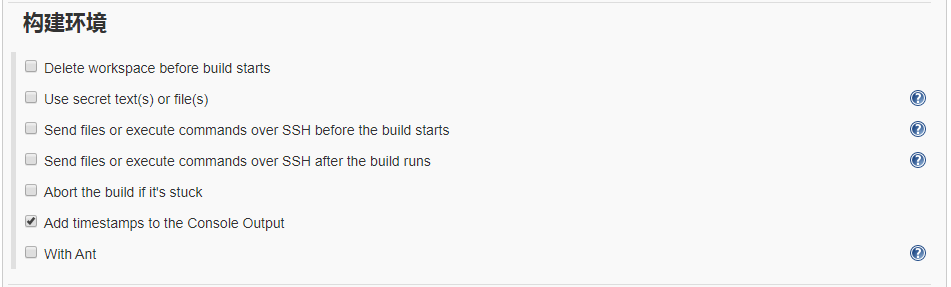 构建环境
Delete workspace before build starts
Use secret text(s) or file(s)
Send files or execute commands over SSH before the build starts
Send files or execute commands over SSH after the build runs
Abort the build if it's stuck
Add timestamps to the Console Output
With Ant